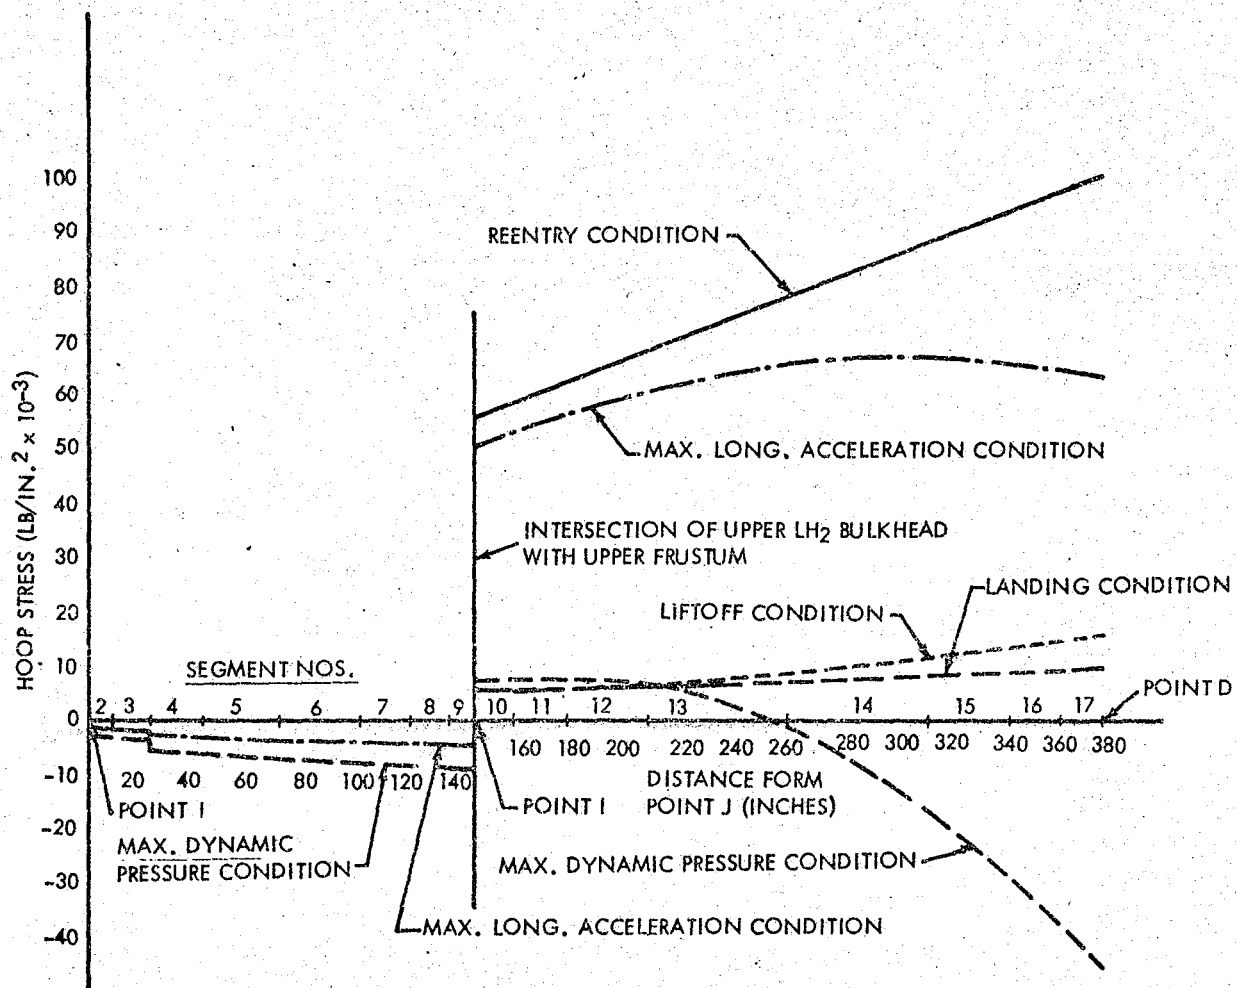 100
90
80
70
60
50
40
30
20
10
0
-10
-20
-30
-40
HOOP STRESS (LB/IN.2 x 10-3)
REENTRY CONDITION
MAX. LONG. ACCELERATION CONDITION
INTERSECTION OF UPPER LH2 BULKHEAD
WITH UPPER FRUSTUM
LANDING CONDITION
LIFTOFF CONDITION
SEGMENT NOS.
POINT D
2 3 4 5 6 7 8 9 10 11 12 13 14 15 16 17
160 180 200 220 240 260 280 300 320 340 360 380
20 40 60 80 100 120 140
DISTANCE FORM
POINT J (INCHES)
POINT I
POINT I
MAX. DYNAMIC
PRESSURE CONDITION
MAX. DYNAMIC PRESSURE CONDITION
MAX. LONG. ACCELERATION CONDITION